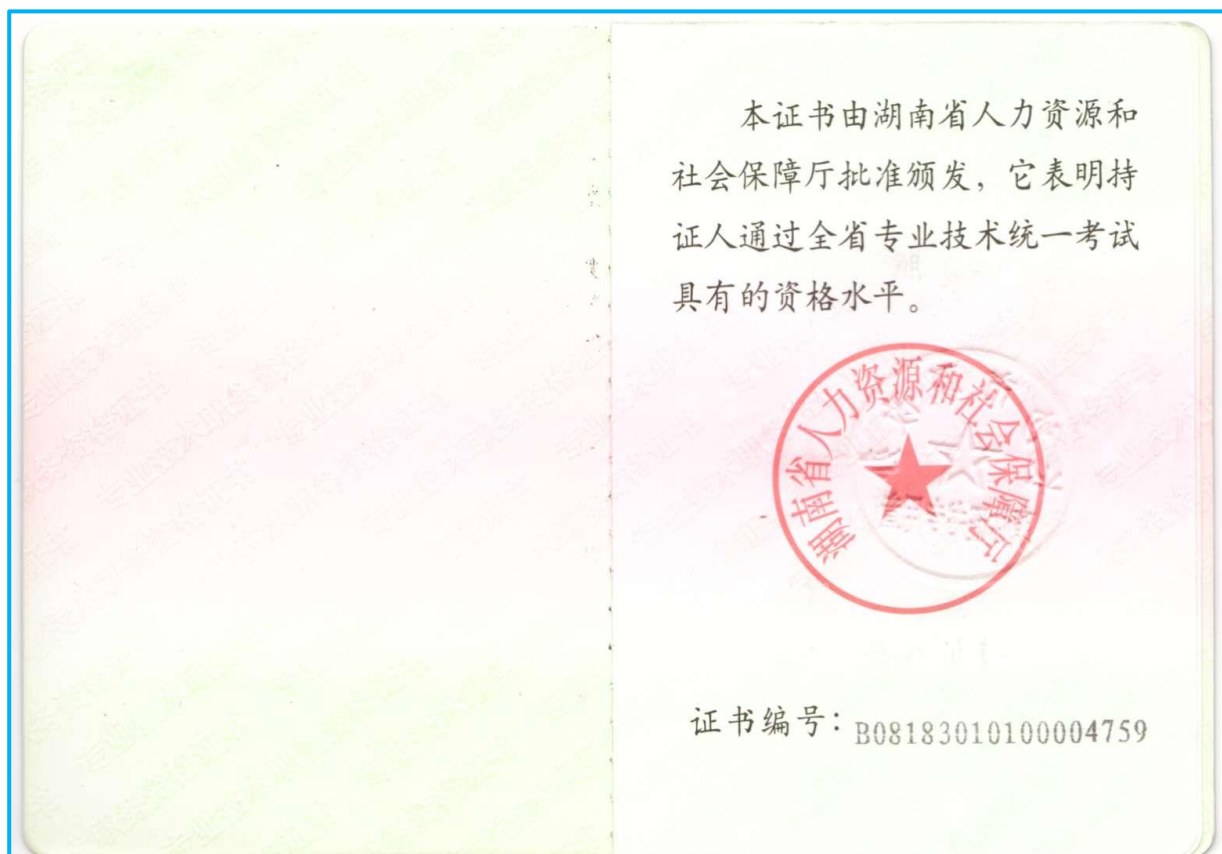 本证书由湖南省人力资源和
社会保障厅批准颁发，它表明持
证人通过全省专业技术统一考试
具有的资格水平。
湖南省人力资源和社会保障厅
证书编号：B08183010100004759